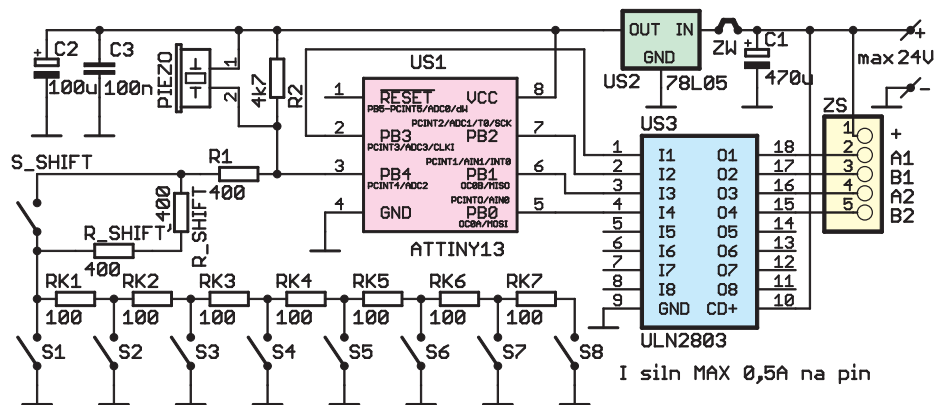 C2
100u
C3
100n
PIEZO
1
2
4k7
R2
US1
1
RESET
PB5-PCINT5/ADC0/dW
VCC
8
PCINT2/ADC1/T0/SCK
2
PB3
PCINT3/ADC3/CLKI
PB2
7
PCINT1/AIN1/INT0
3
PB4
PCINT4/ADC2
PB1
OC0B/MISO
6
PCINT0/AIN0
4
GND
PB0
OC0A/MOSI
5
ATTINY13
OUT IN
GND
US2
78L05
ZW
C1
470u
+
max 24V
-
US3
1 I1 O1 18
2 I2 O2 17
3 I3 O3 16
4 I4 O4 15
5 I5 O5 14
6 I6 O6 13
7 I7 O7 12
8 I8 O8 11
9 GND CD+ 10
ULN2803
ZS
1 +
2 A1
3 B1
4 A2
5 B2
I siln MAX 0,5A na pin
S_SHIFT
R1
400
400
R_SHIFT
R_SHIFT'
400
RK1 RK2 RK3 RK4 RK5 RK6 RK7
100 100 100 100 100 100 100
S1 S2 S3 S4 S5 S6 S7 S8